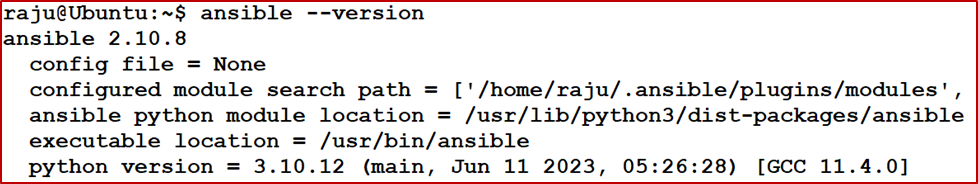 raju@Ubuntu:~$ ansible --version
ansible 2.10.8
  config file = None
  configured module search path = ['/home/raju/.ansible/plugins/modules',
  ansible python module location = /usr/lib/python3/dist-packages/ansible
  executable location = /usr/bin/ansible
  python version = 3.10.12 (main, Jun 11 2023, 05:26:28) [GCC 11.4.0]